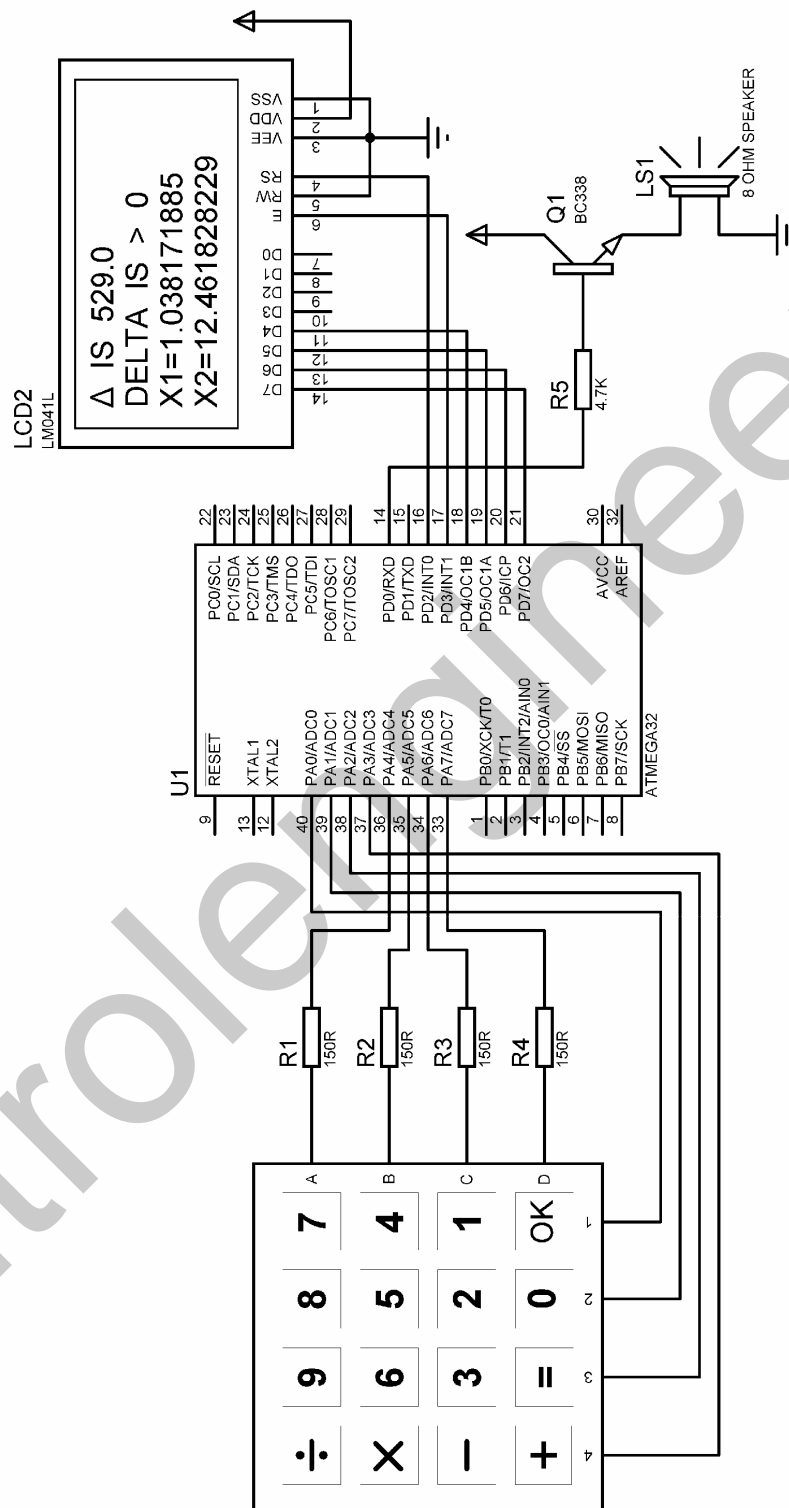 LCD2
LM041L
Δ IS 529.0
DELTA IS > 0
X1=1.038171885
X2=12.461828229
VSS
VDD
VEE
RS
RW
E
D0
D1
D2
D3
D4
D5
D6
D7
1
2
3
4
5
6
7
8
9
10
11
12
13
14
Q1
BC338
LS1
8 OHM SPEAKER
R5
4.7K
U1
ATMEGA32
9
RESET
13
XTAL1
12
XTAL2
40
PA0/ADC0
39
PA1/ADC1
38
PA2/ADC2
37
PA3/ADC3
36
PA4/ADC4
35
PA5/ADC5
34
PA6/ADC6
33
PA7/ADC7
1
PB0/XCK/T0
2
PB1/T1
3
PB2/INT2/AIN0
4
PB3/OC0/AIN1
5
PB4/SS
6
PB5/MOSI
7
PB6/MISO
8
PB7/SCK
PC0/SCL
22
PC1/SDA
23
PC2/TCK
24
PC3/TMS
25
PC4/TDO
26
PC5/TDI
27
PC6/TOSC1
28
PC7/TOSC2
29
PD0/RXD
14
PD1/TXD
15
PD2/INT0
16
PD3/INT1
17
PD4/OC1B
18
PD5/OC1A
19
PD6/ICP
20
PD7/OC2
21
AVCC
30
AREF
32
R1
150R
R2
150R
R3
150R
R4
150R
7
8
9
÷
A
4
5
6
×
B
1
2
3
−
C
OK
0
=
+
D
1
2
3
4
trolenginee